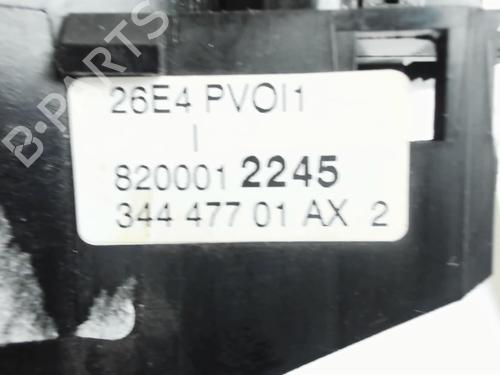 B-PARTS
26E4 PVOI1
I
820001 2245
344 477 01 AX 2